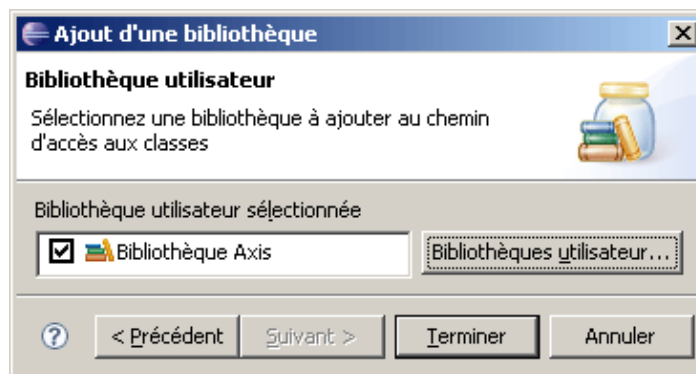 Ajout d'une bibliothèque
Bibliothèque utilisateur
Sélectionnez une bibliothèque à ajouter au chemin
d'accès aux classes
Bibliothèque utilisateur sélectionnée
Bibliothèque Axis
Bibliothèques utilisateur...
? < Précédent Suivant > Terminer Annuler